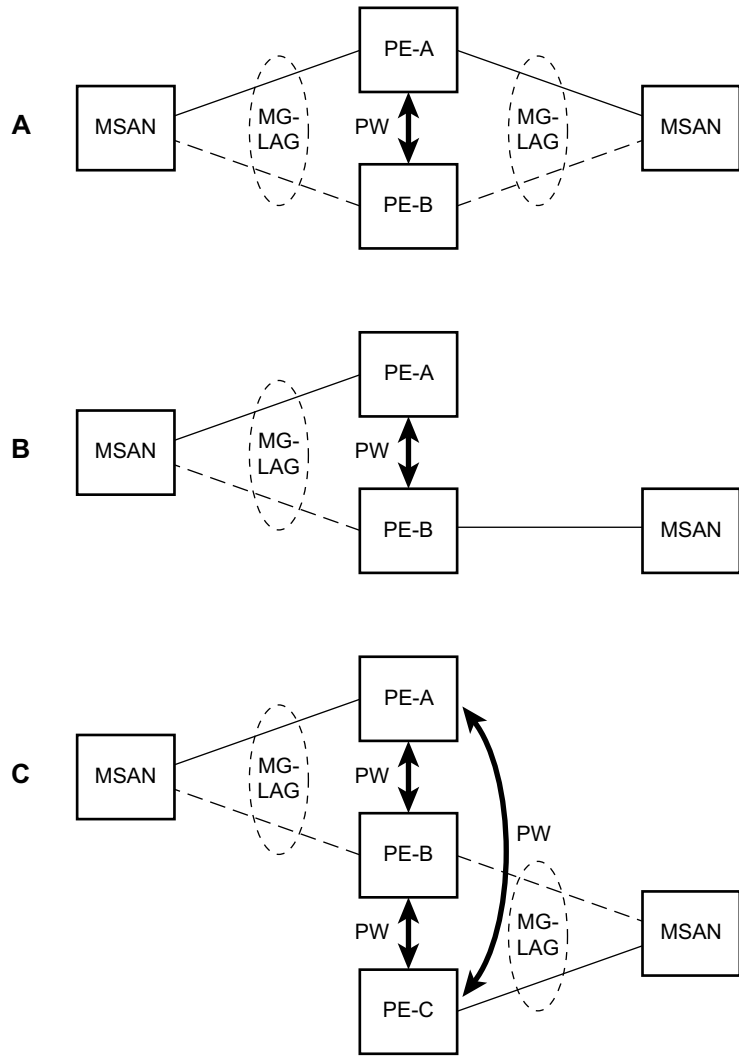 PE-A
A
MSAN
MG-
LAG
PW
MG-
LAG
MSAN
PE-B
PE-A
B
MSAN
MG-
LAG
PW
PE-B
MSAN
PE-A
C
MSAN
MG-
LAG
PW
PE-B
PW
PW
MG-
LAG
MSAN
PE-C